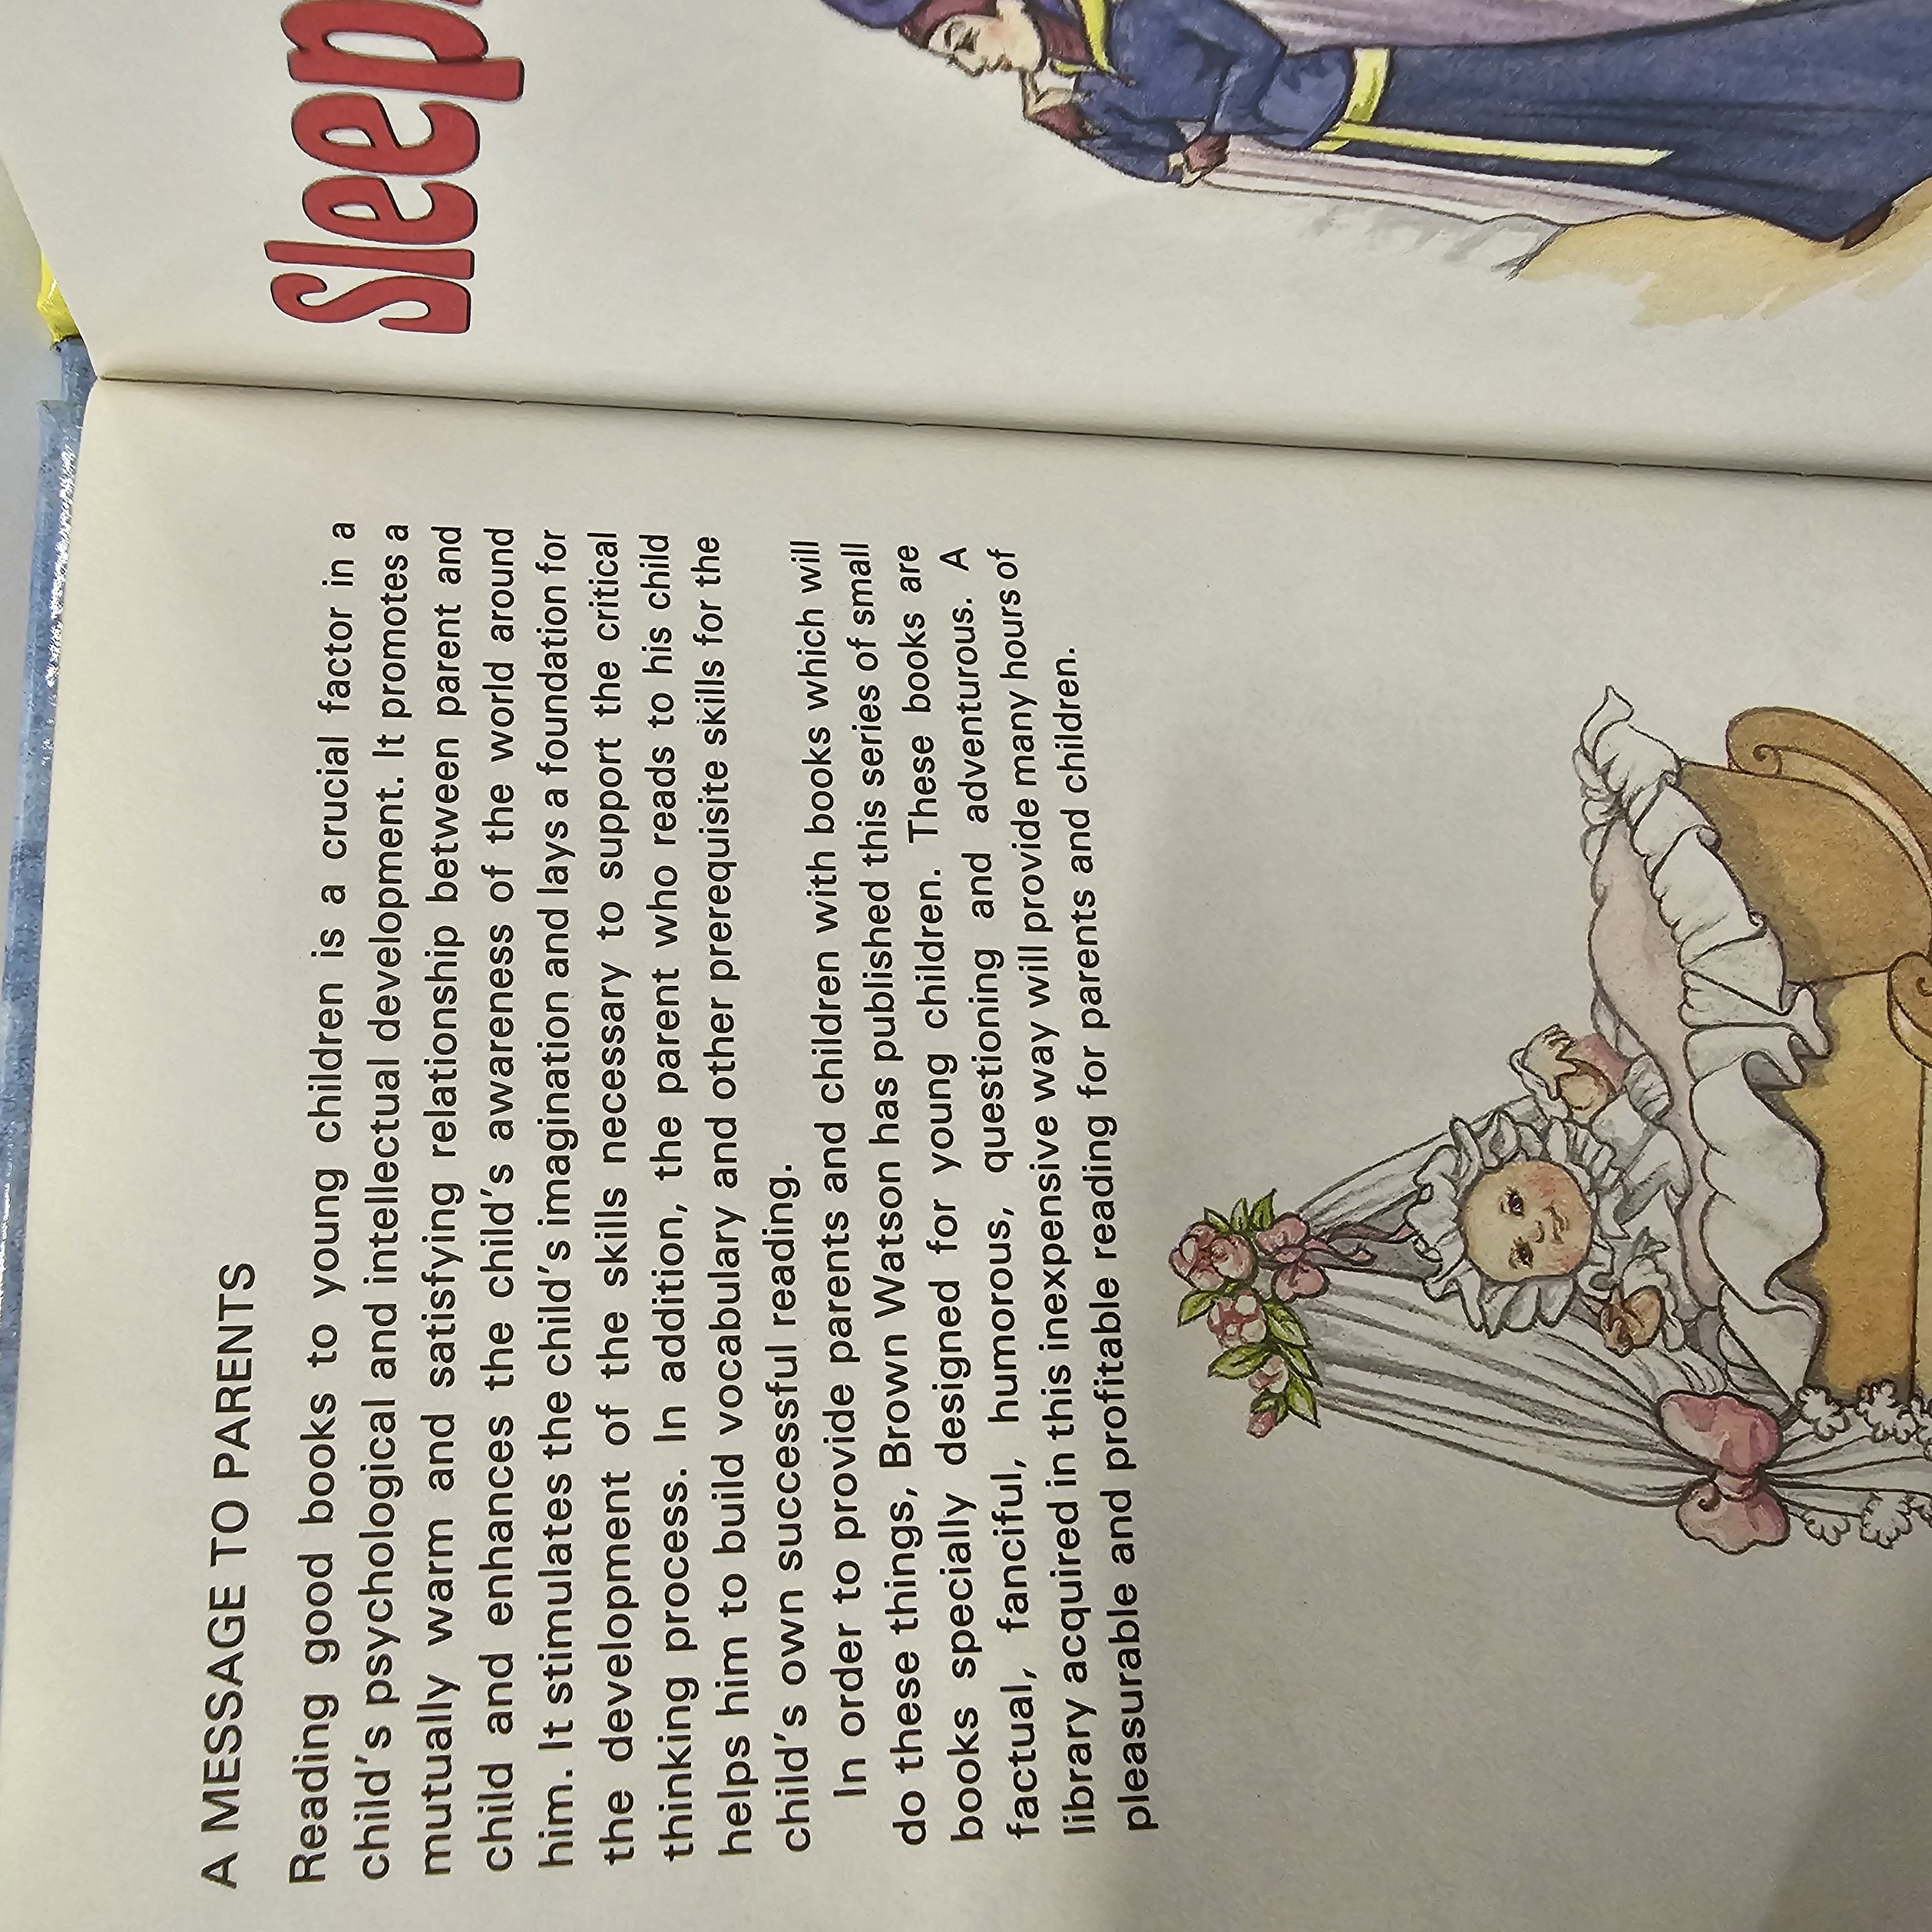 A MESSAGE TO PARENTS
Reading good books to young children is a crucial factor in a
child's psychological and intellectual development. It promotes a
mutually warm and satisfying relationship between parent and
child and enhances the child's awareness of the world around
him. It stimulates the child's imagination and lays a foundation for
the development of the skills necessary to support the critical
thinking process. In addition, the parent who reads to his child
helps him to build vocabulary and other prerequisite skills for the
child's own successful reading.
In order to provide parents and children with books which will
do these things, Brown Watson has published this series of small
books specially designed for young children. These books are
factual, fanciful, humorous, questioning and adventurous. A
library acquired in this inexpensive way will provide many hours of
pleasurable and profitable reading for parents and children.
Sleep